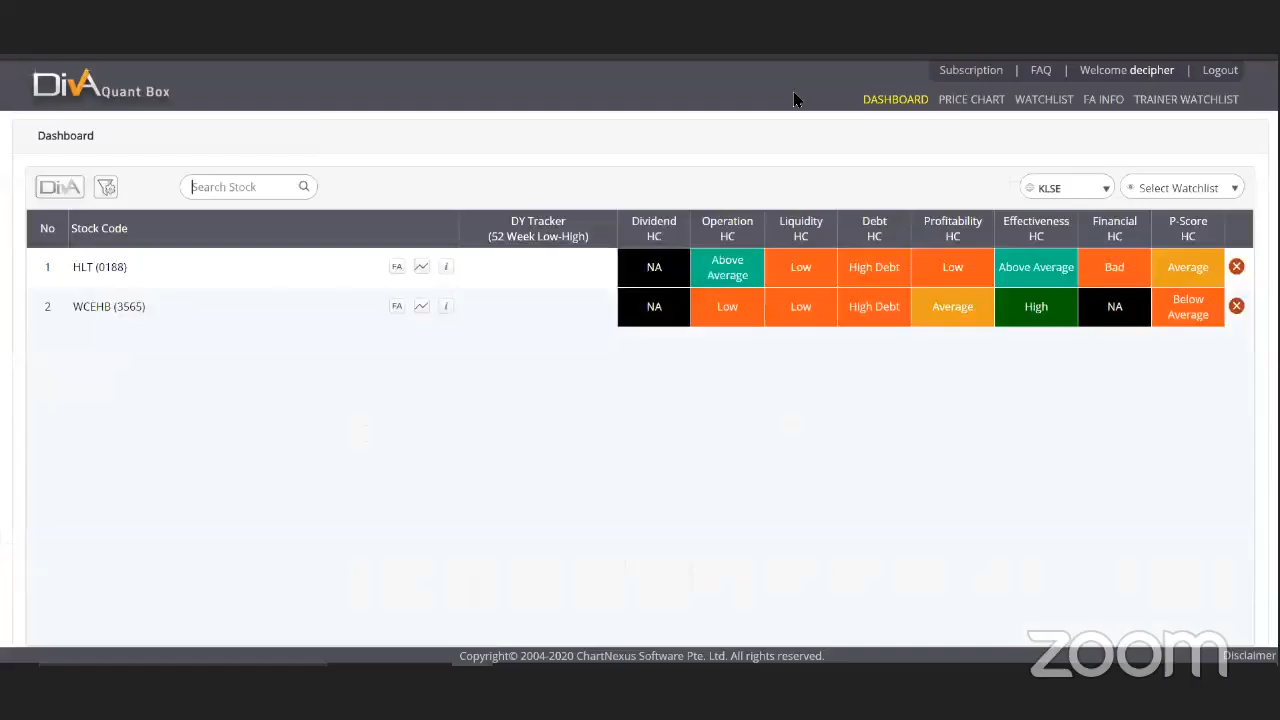 Subscription | FAQ | Welcome decipher | Logout
DivA Quant Box
DASHBOARD PRICE CHART WATCHLIST FA INFO TRAINER WATCHLIST
Dashboard
DivA Search Stock KLSE Select Watchlist
No Stock Code DY Tracker (52 Week Low-High) Dividend HC Operation HC Liquidity HC Debt HC Profitability HC Effectiveness HC Financial HC P-Score HC
1 HLT (0188) FA i NA Above Average Low High Debt Low Above Average Bad Average
2 WCEHB (3565) FA i NA Low Low High Debt Average High NA Below Average
Copyright© 2004-2020 ChartNexus Software Pte. Ltd. All rights reserved.
Disclaimer
zoom